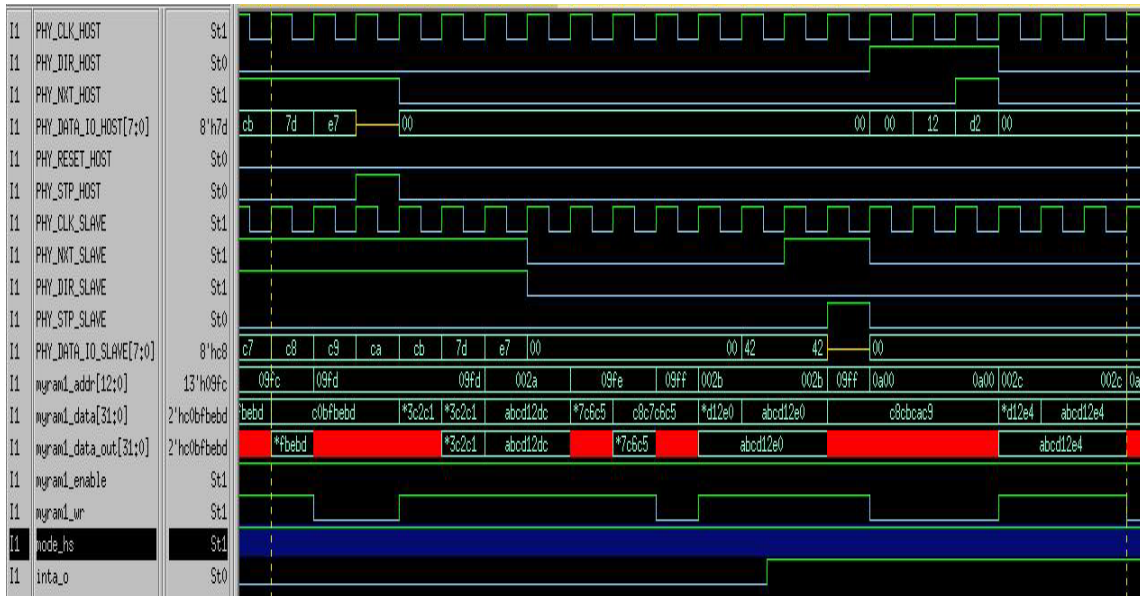 I1 PHY_CLK_HOST St1
I1 PHY_DIR_HOST St0
I1 PHY_NXT_HOST St1
I1 PHY_DATA_IO_HOST[7:0] 8'h7d cb 7d e7 00 00 00 12 d2 00
I1 PHY_RESET_HOST St0
I1 PHY_STP_HOST St0
I1 PHY_CLK_SLAVE St1
I1 PHY_NXT_SLAVE St1
I1 PHY_DIR_SLAVE St1
I1 PHY_STP_SLAVE St0
I1 PHY_DATA_IO_SLAVE[7:0] 8'hc8 c7 c8 c9 ca cb 7d e7 00 00 42 42 00
I1 myram1_addr[12:0] 13'h09fc 09fc 09fd 09fd 002a 09fe 09ff 002b 002b 09ff 0a00 0a00 002c 002c 0a
I1 myram1_data[31:0] 2'hc0bfbebd fbebd c0bfbebd *3c2c1 *3c2c1 abcd12dc *7c6c5 c8c7c6c5 *d12e0 abcd12e0 c8cbcac9 *d12e4 abcd12e4
I1 myram1_data_out[31:0] 2'hc0bfbebd *fbebd *3c2c1 abcd12dc *7c6c5 abcd12e0 abcd12e4
I1 myram1_enable St1
I1 myram1_wr St1
I1 mode_hs St1
I1 inta_o St0